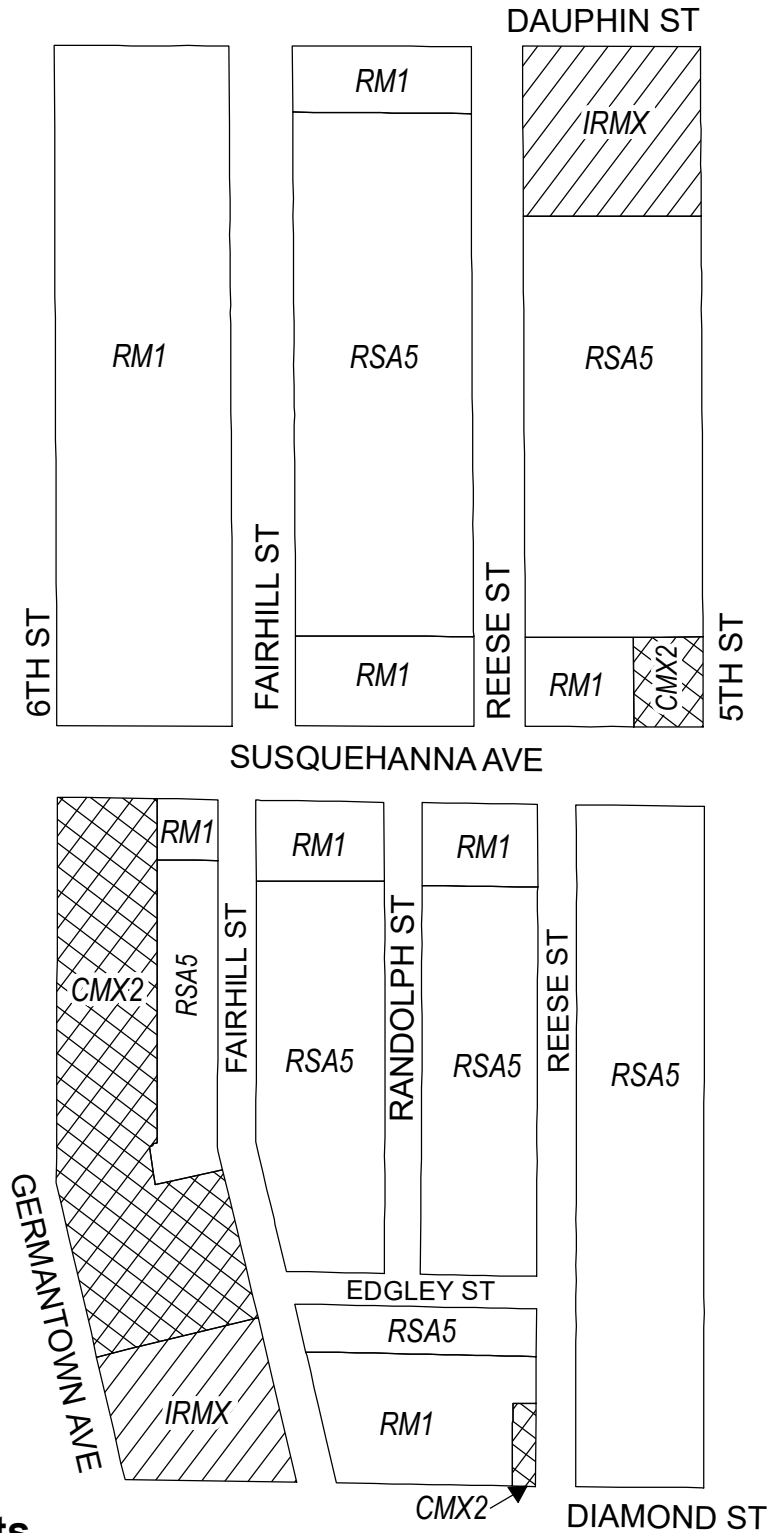 DAUPHIN ST
RM1
IRMX
RM1
RSA5
RSA5
6TH ST
FAIRHILL ST
RM1
REESE ST
RM1
CMX2
5TH ST
SUSQUEHANNA AVE
RM1
RM1
RM1
CMX2
RSA5
FAIRHILL ST
RSA5
RANDOLPH ST
RSA5
REESE ST
RSA5
GERMANTOWN AVE
EDGLEY ST
RSA5
IRMX
RM1
CMX2
DIAMOND ST